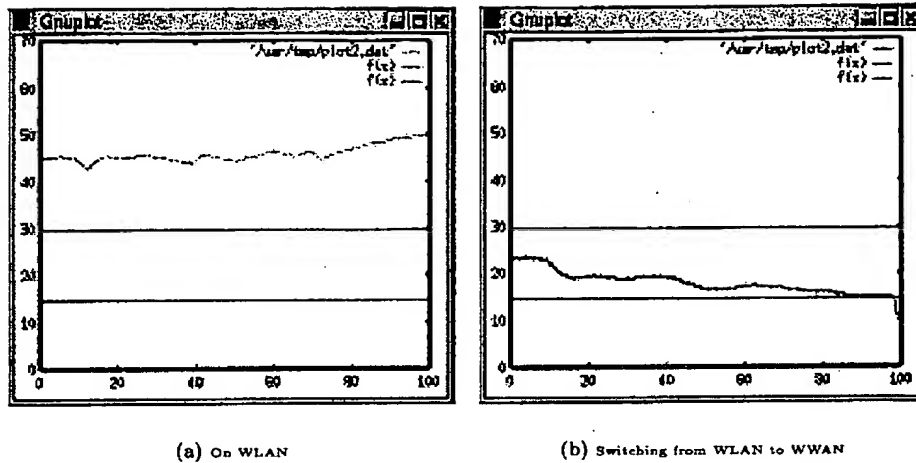 Gnuplot
"/usr/tmp/plot2.dat"
f(x)
f(x)
70
60
50
40
30
20
10
0
0 20 40 60 80 100
(a) On WLAN
Gnuplot
"/usr/tmp/plot2.dat"
f(x)
f(x)
70
60
50
40
30
20
10
0
0 20 40 60 80 100
(b) Switching from WLAN to WWAN